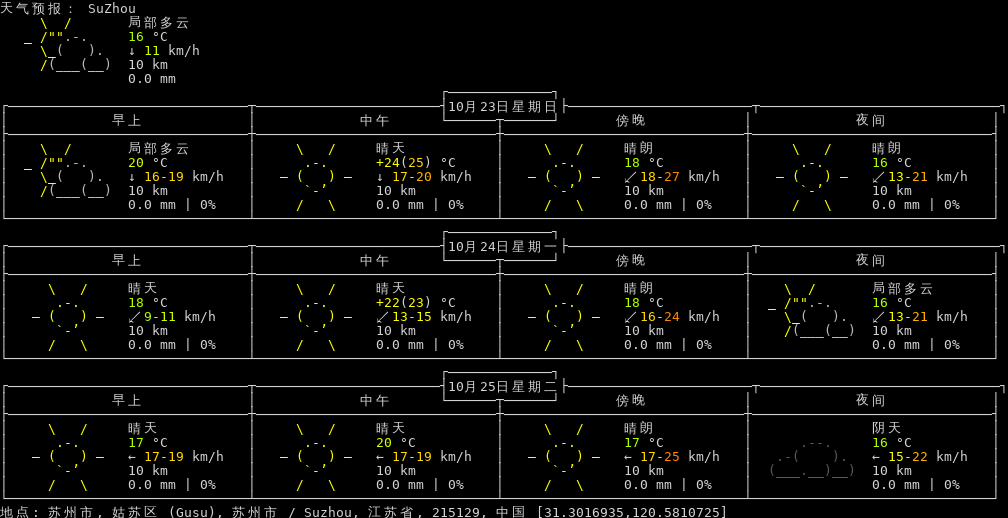 天气预报: SuZhou
局部多云
16 °C
↓ 11 km/h
10 km
0.0 mm
10月23日星期日
早上 中午 傍晚 夜间
局部多云 晴天 晴朗 晴朗
20 °C +24(25) °C 18 °C 16 °C
↓ 16-19 km/h ↓ 17-20 km/h ↙ 18-27 km/h ↙ 13-21 km/h
10 km 10 km 10 km 10 km
0.0 mm | 0% 0.0 mm | 0% 0.0 mm | 0% 0.0 mm | 0%
10月24日星期一
早上 中午 傍晚 夜间
晴天 晴天 晴朗 局部多云
18 °C +22(23) °C 18 °C 16 °C
↙ 9-11 km/h ↙ 13-15 km/h ↙ 16-24 km/h ↙ 13-21 km/h
10 km 10 km 10 km 10 km
0.0 mm | 0% 0.0 mm | 0% 0.0 mm | 0% 0.0 mm | 0%
10月25日星期二
早上 中午 傍晚 夜间
晴天 晴天 晴朗 阴天
17 °C 20 °C 17 °C 16 °C
← 17-19 km/h ← 17-19 km/h ← 17-25 km/h ← 15-22 km/h
10 km 10 km 10 km 10 km
0.0 mm | 0% 0.0 mm | 0% 0.0 mm | 0% 0.0 mm | 0%
地点: 苏州市, 姑苏区 (Gusu), 苏州市 / Suzhou, 江苏省, 215129, 中国 [31.3016935,120.5810725]